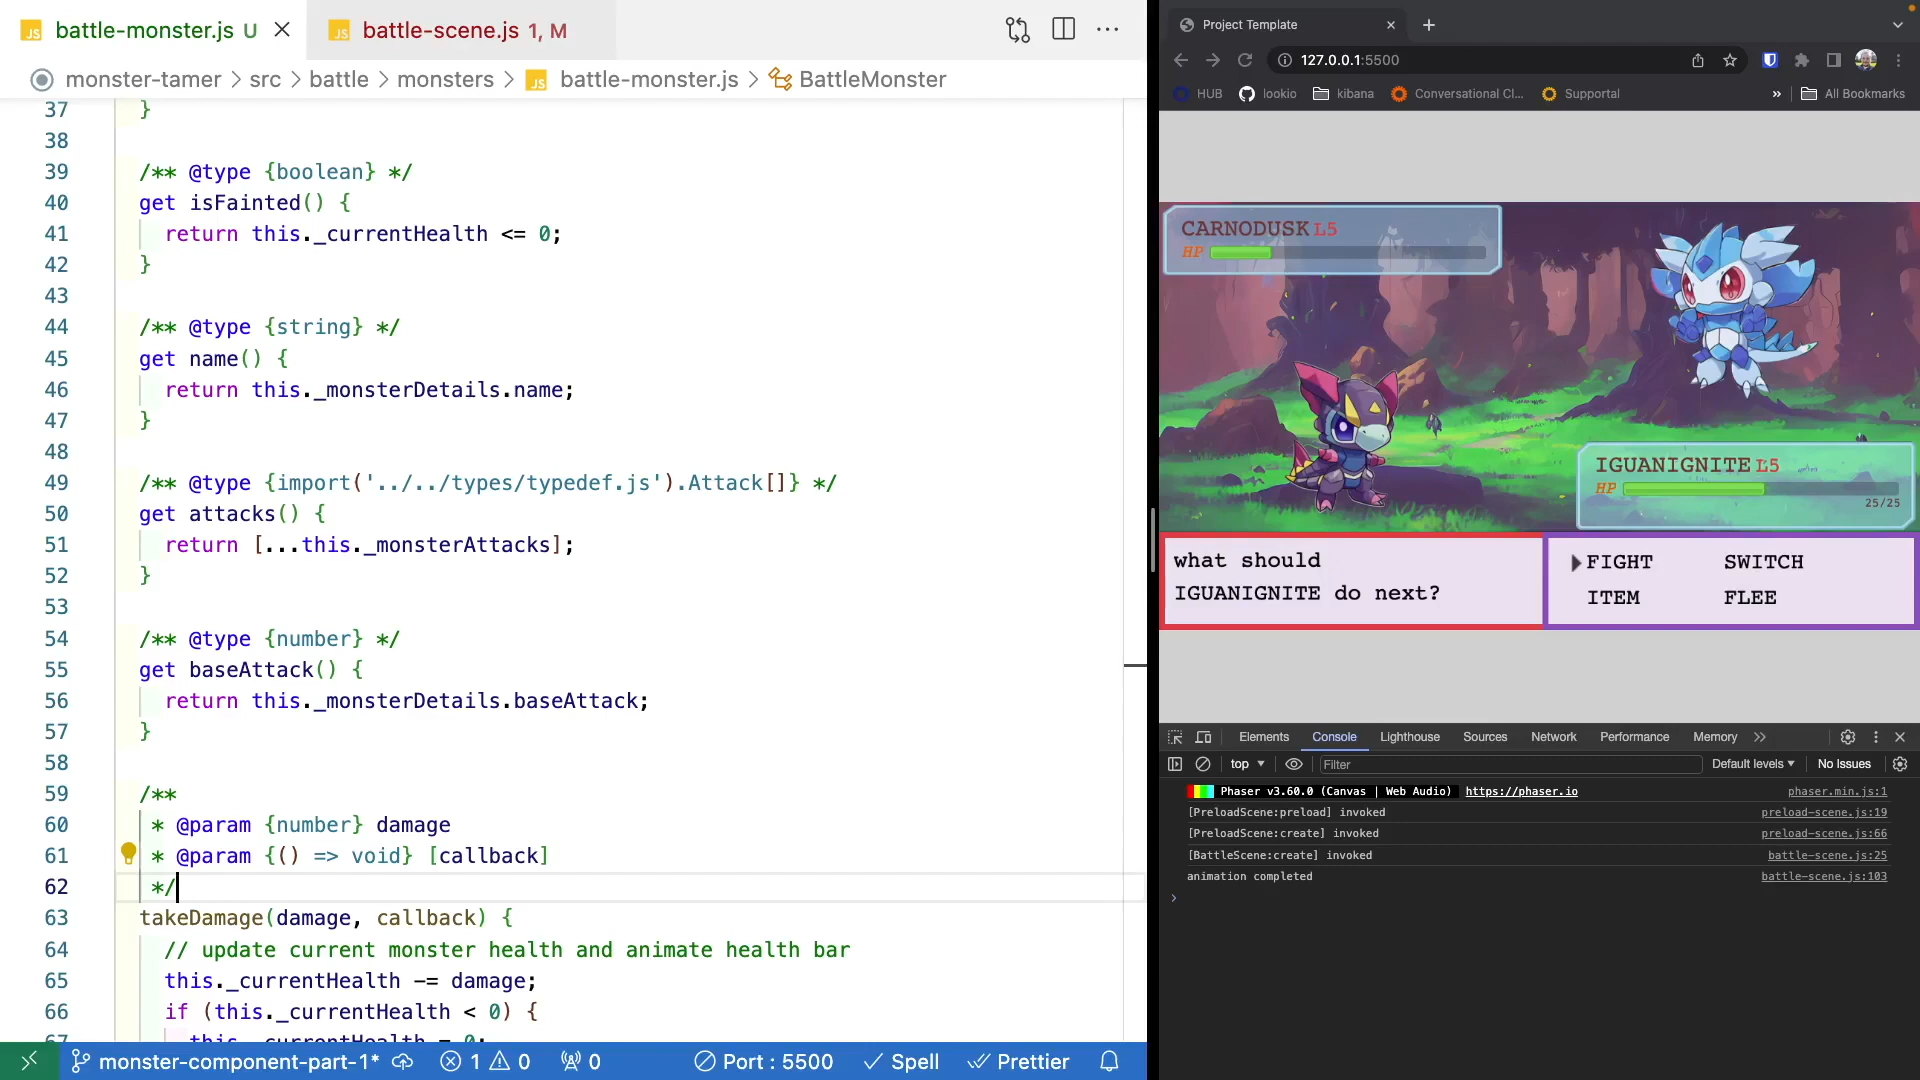 battle-monster.js U
battle-scene.js 1, M
monster-tamer > src > battle > monsters > battle-monster.js > BattleMonster
37 }
38
39 /** @type {boolean} */
40 get isFainted() {
41 return this._currentHealth <= 0;
42 }
43
44 /** @type {string} */
45 get name() {
46 return this._monsterDetails.name;
47 }
48
49 /** @type {import('../../types/typedef.js').Attack[]} */
50 get attacks() {
51 return [...this._monsterAttacks];
52 }
53
54 /** @type {number} */
55 get baseAttack() {
56 return this._monsterDetails.baseAttack;
57 }
58
59 /**
60 * @param {number} damage
61 * @param {() => void} [callback]
62 */
63 takeDamage(damage, callback) {
64 // update current monster health and animate health bar
65 this._currentHealth -= damage;
66 if (this._currentHealth < 0) {
67 this._currentHealth = 0;
monster-component-part-1* 1 0 0 Port : 5500 Spell Prettier
Project Template
127.0.0.1:5500
HUB lookio kibana Conversational Cl... Supportal » All Bookmarks
CARNODUSK L5
HP
IGUANIGNITE L5
HP
25/25
what should
IGUANIGNITE do next?
FIGHT SWITCH
ITEM FLEE
Elements Console Lighthouse Sources Network Performance Memory
top Filter Default levels No Issues
Phaser v3.60.0 (Canvas | Web Audio) https://phaser.io phaser.min.js:1
[PreloadScene:preload] invoked preload-scene.js:19
[PreloadScene:create] invoked preload-scene.js:66
[BattleScene:create] invoked battle-scene.js:25
animation completed battle-scene.js:103